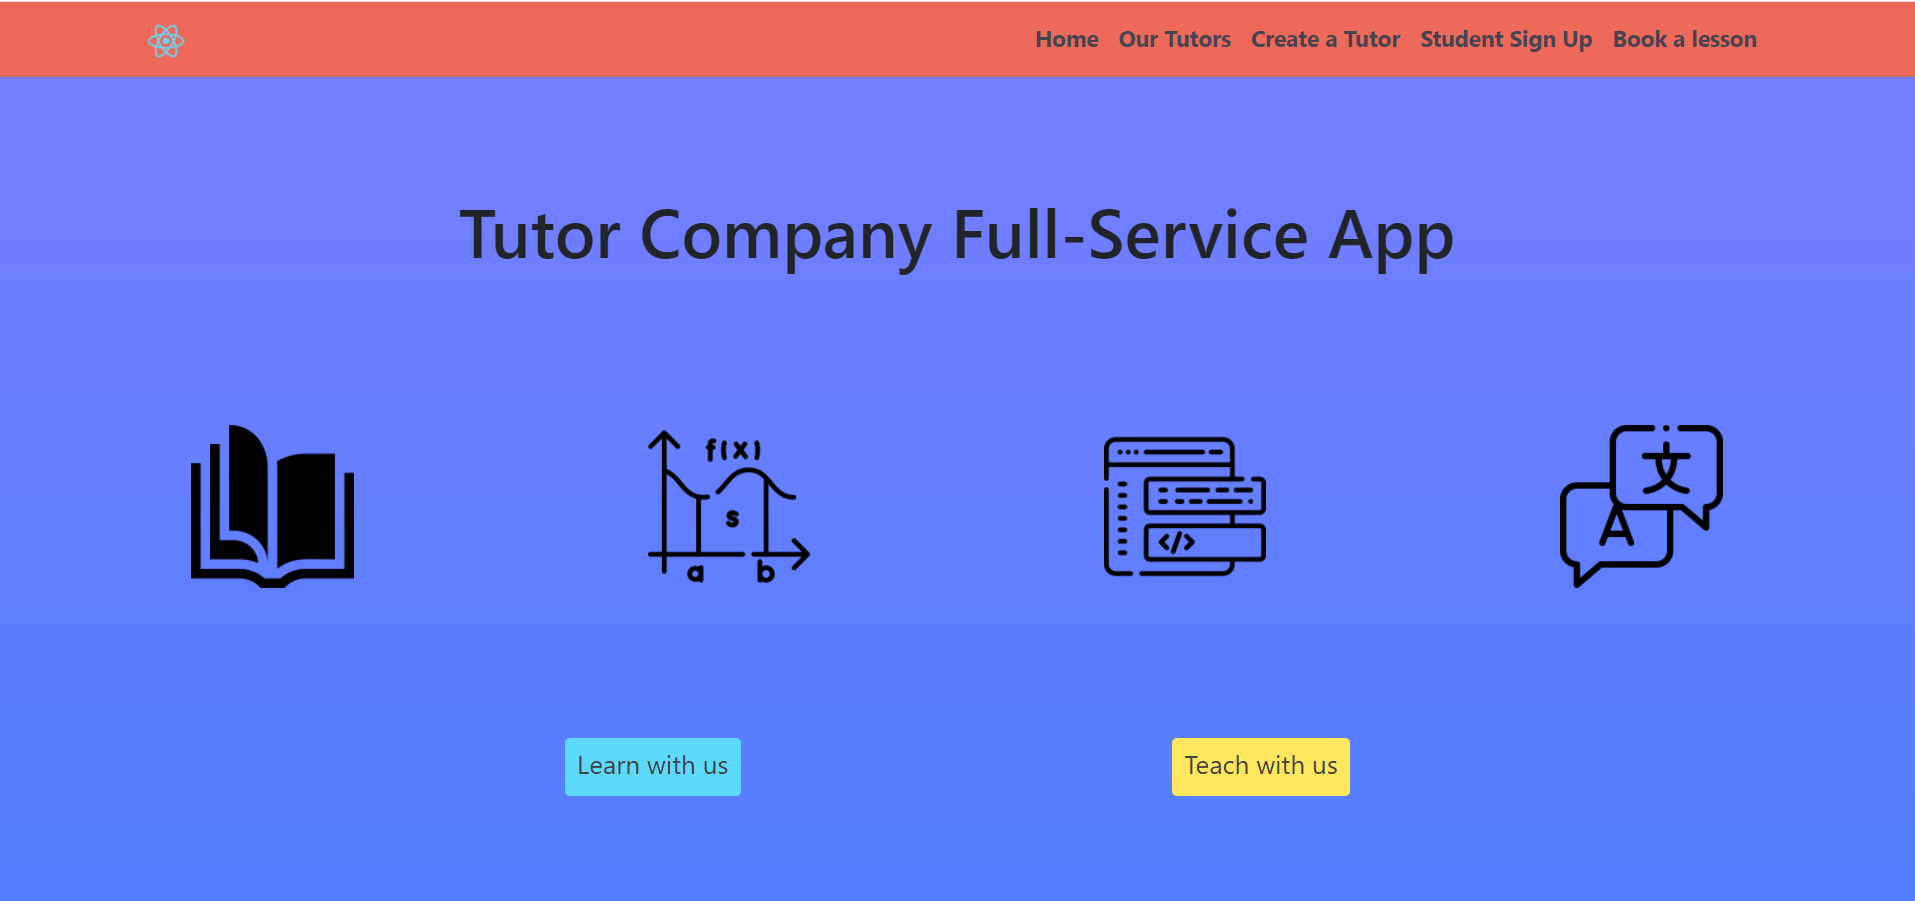 Home Our Tutors Create a Tutor Student Sign Up Book a lesson
Tutor Company Full-Service App
f(x)
s
a b
</>
文
A
Learn with us Teach with us